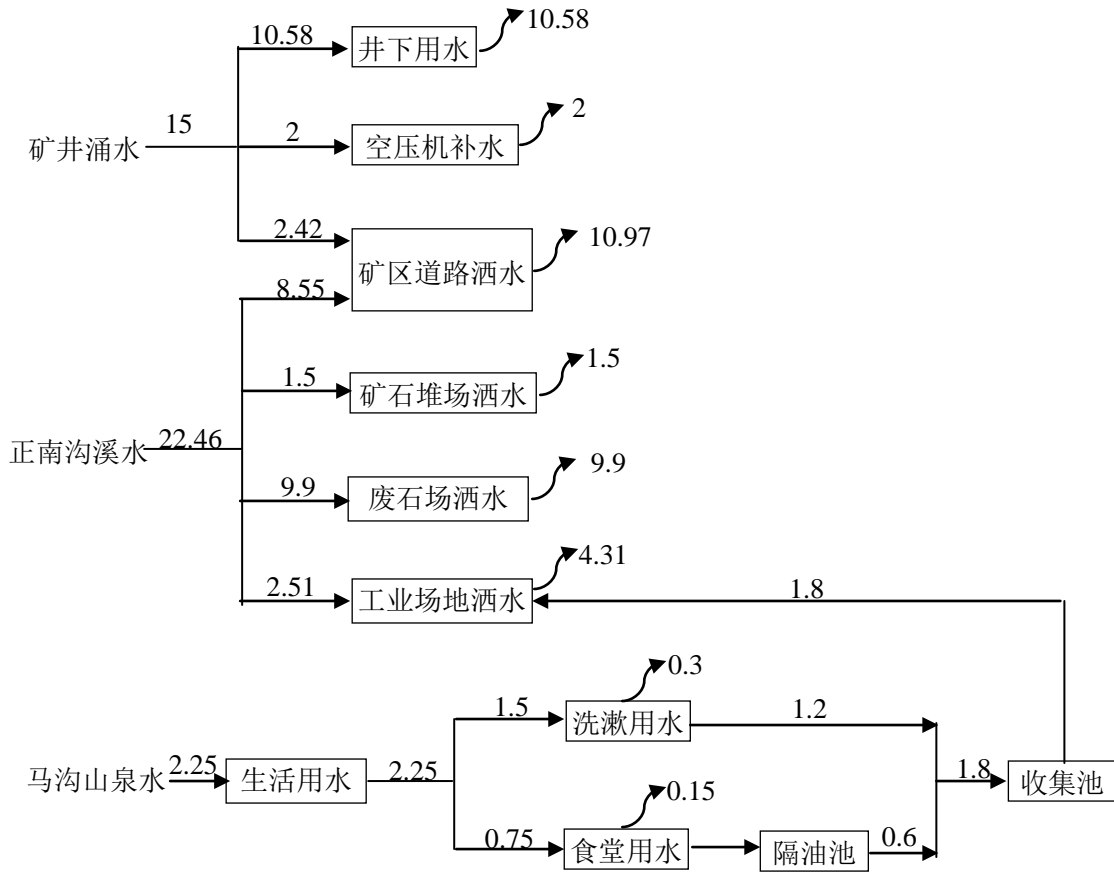 10.58
井下用水
10.58
矿井涌水
15
2
空压机补水
2
2.42
矿区道路洒水
10.97
8.55
1.5
矿石堆场洒水
1.5
正南沟溪水
22.46
9.9
废石场洒水
9.9
2.51
工业场地洒水
4.31
1.8
马沟山泉水
2.25
生活用水
2.25
1.5
洗漱用水
0.3
1.2
0.75
食堂用水
0.15
隔油池
0.6
1.8
收集池